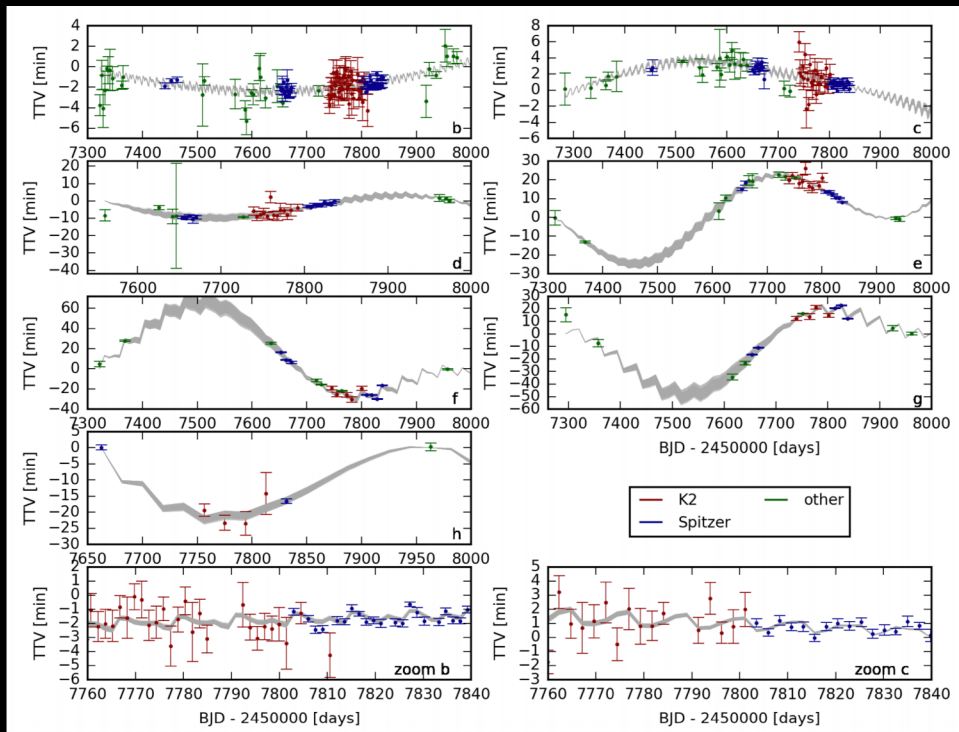 TTV [min]
4
2
0
−2
−4
−6
b
7300 7400 7500 7600 7700 7800 7900 8000
TTV [min]
8
6
4
2
0
−2
−4
−6
c
7300 7400 7500 7600 7700 7800 7900 8000
TTV [min]
20
10
0
−10
−20
−30
−40
d
7600 7700 7800 7900 8000
TTV [min]
30
20
10
0
−10
−20
−30
e
7300 7400 7500 7600 7700 7800 7900 8000
TTV [min]
60
40
20
0
−20
−40
f
7300 7400 7500 7600 7700 7800 7900 8000
TTV [min]
30
20
10
0
−10
−20
−30
−40
−50
−60
g
7300 7400 7500 7600 7700 7800 7900 8000
BJD - 2450000 [days]
TTV [min]
5
0
−5
−10
−15
−20
−25
−30
h
7650 7700 7750 7800 7850 7900 7950 8000
K2
Spitzer
other
TTV [min]
2
1
0
−1
−2
−3
−4
−5
−6
zoom b
7760 7770 7780 7790 7800 7810 7820 7830 7840
BJD - 2450000 [days]
TTV [min]
5
4
3
2
1
0
−1
−2
−3
zoom c
7760 7770 7780 7790 7800 7810 7820 7830 7840
BJD - 2450000 [days]